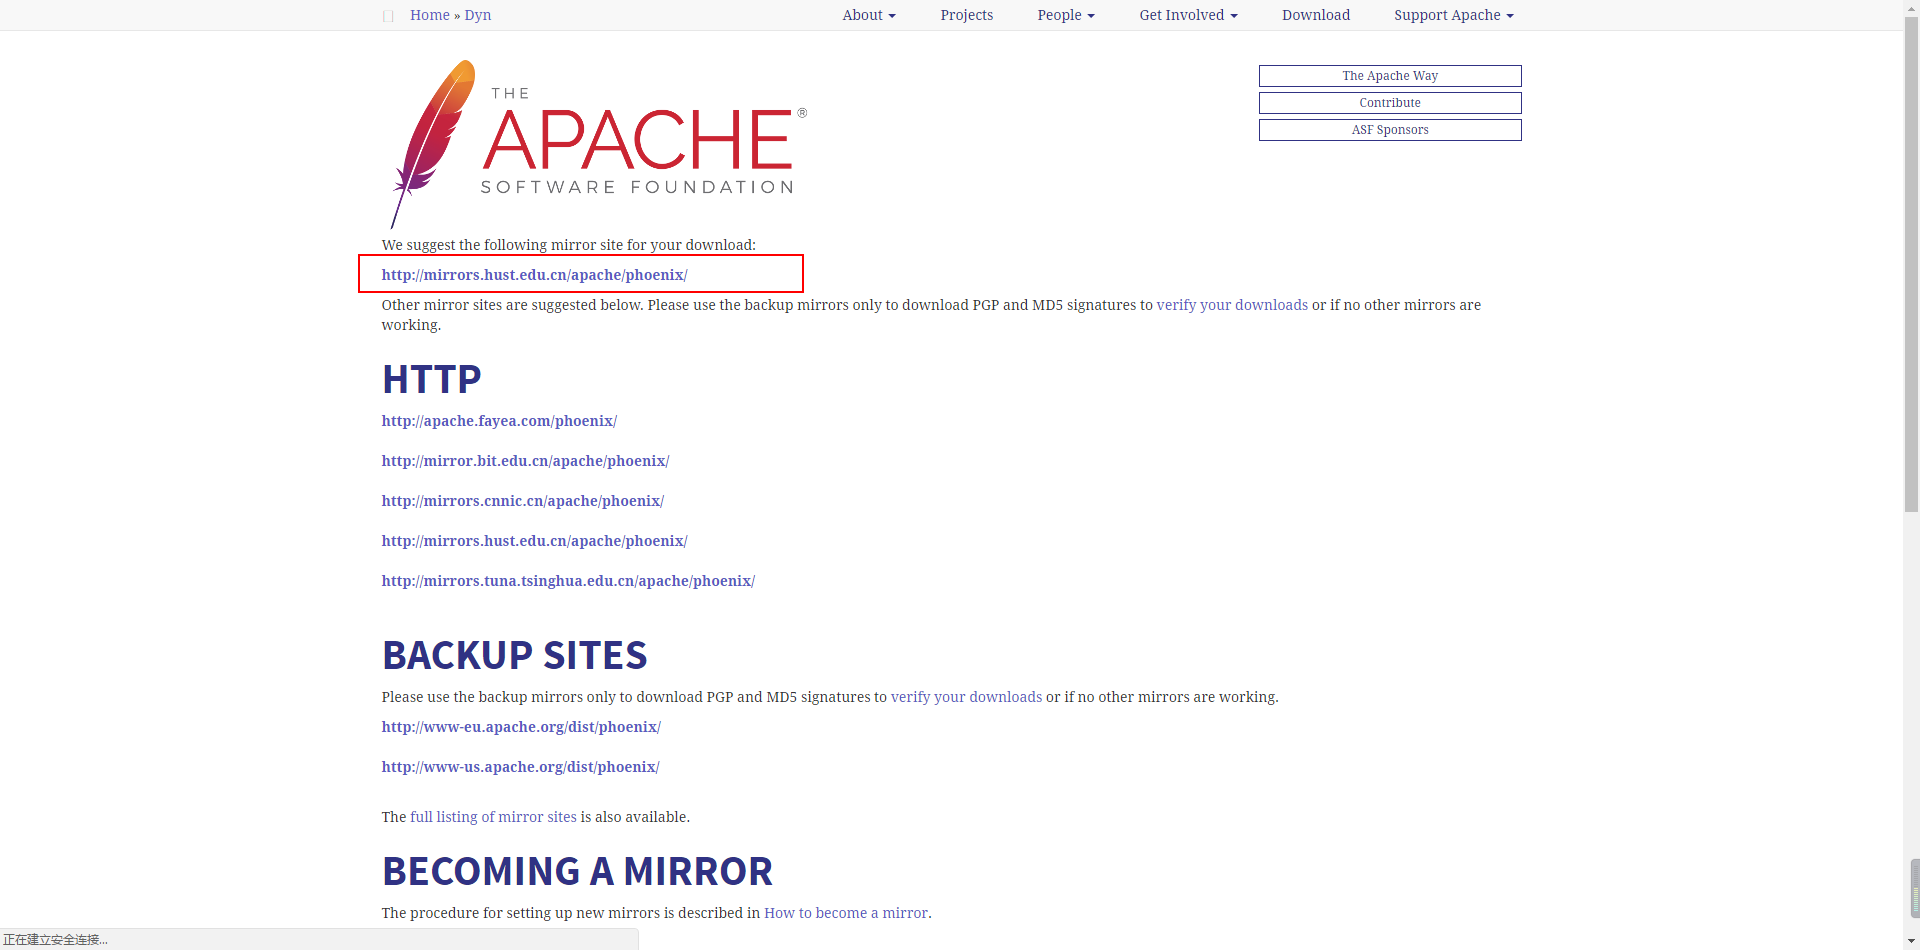 Home » Dyn
About
Projects
People
Get Involved
Download
Support Apache
THE
APACHE®
SOFTWARE FOUNDATION
The Apache Way
Contribute
ASF Sponsors
We suggest the following mirror site for your download:
http://mirrors.hust.edu.cn/apache/phoenix/
Other mirror sites are suggested below. Please use the backup mirrors only to download PGP and MD5 signatures to verify your downloads or if no other mirrors are
working.
HTTP
http://apache.fayea.com/phoenix/
http://mirror.bit.edu.cn/apache/phoenix/
http://mirrors.cnnic.cn/apache/phoenix/
http://mirrors.hust.edu.cn/apache/phoenix/
http://mirrors.tuna.tsinghua.edu.cn/apache/phoenix/
BACKUP SITES
Please use the backup mirrors only to download PGP and MD5 signatures to verify your downloads or if no other mirrors are working.
http://www-eu.apache.org/dist/phoenix/
http://www-us.apache.org/dist/phoenix/
The full listing of mirror sites is also available.
BECOMING A MIRROR
The procedure for setting up new mirrors is described in How to become a mirror.
正在建立安全连接...